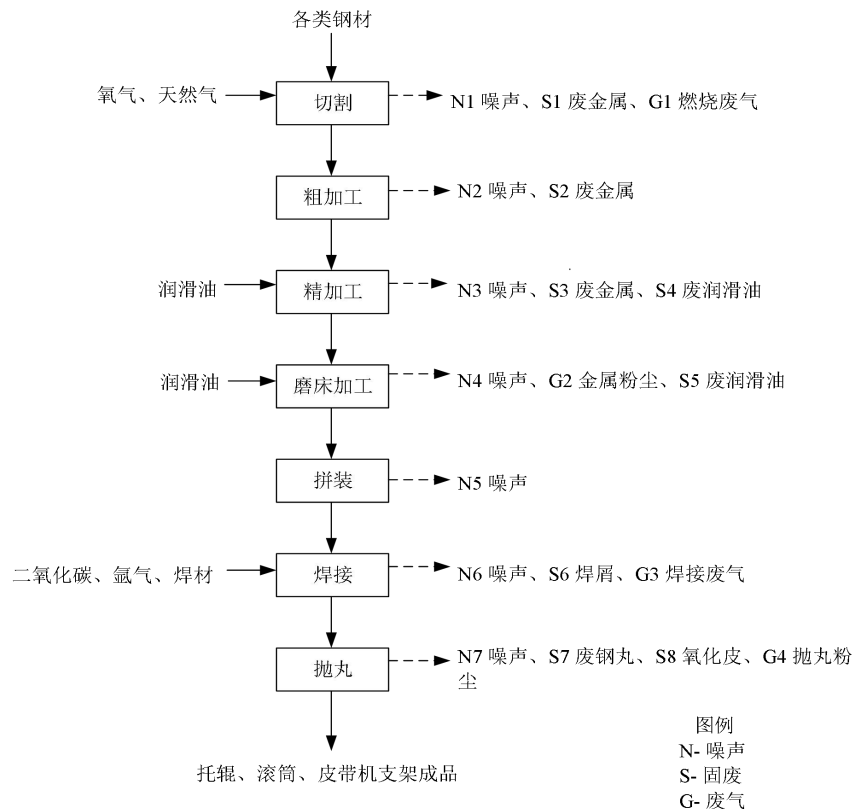 各类钢材
氧气、天然气
切割
N1 噪声、S1 废金属、G1 燃烧废气
粗加工
N2 噪声、S2 废金属
润滑油
精加工
N3 噪声、S3 废金属、S4 废润滑油
润滑油
磨床加工
N4 噪声、G2 金属粉尘、S5 废润滑油
拼装
N5 噪声
二氧化碳、氩气、焊材
焊接
N6 噪声、S6 焊屑、G3 焊接废气
抛丸
N7 噪声、S7 废钢丸、S8 氧化皮、G4 抛丸粉
尘
托辊、滚筒、皮带机支架成品
图例
N- 噪声
S- 固废
G- 废气